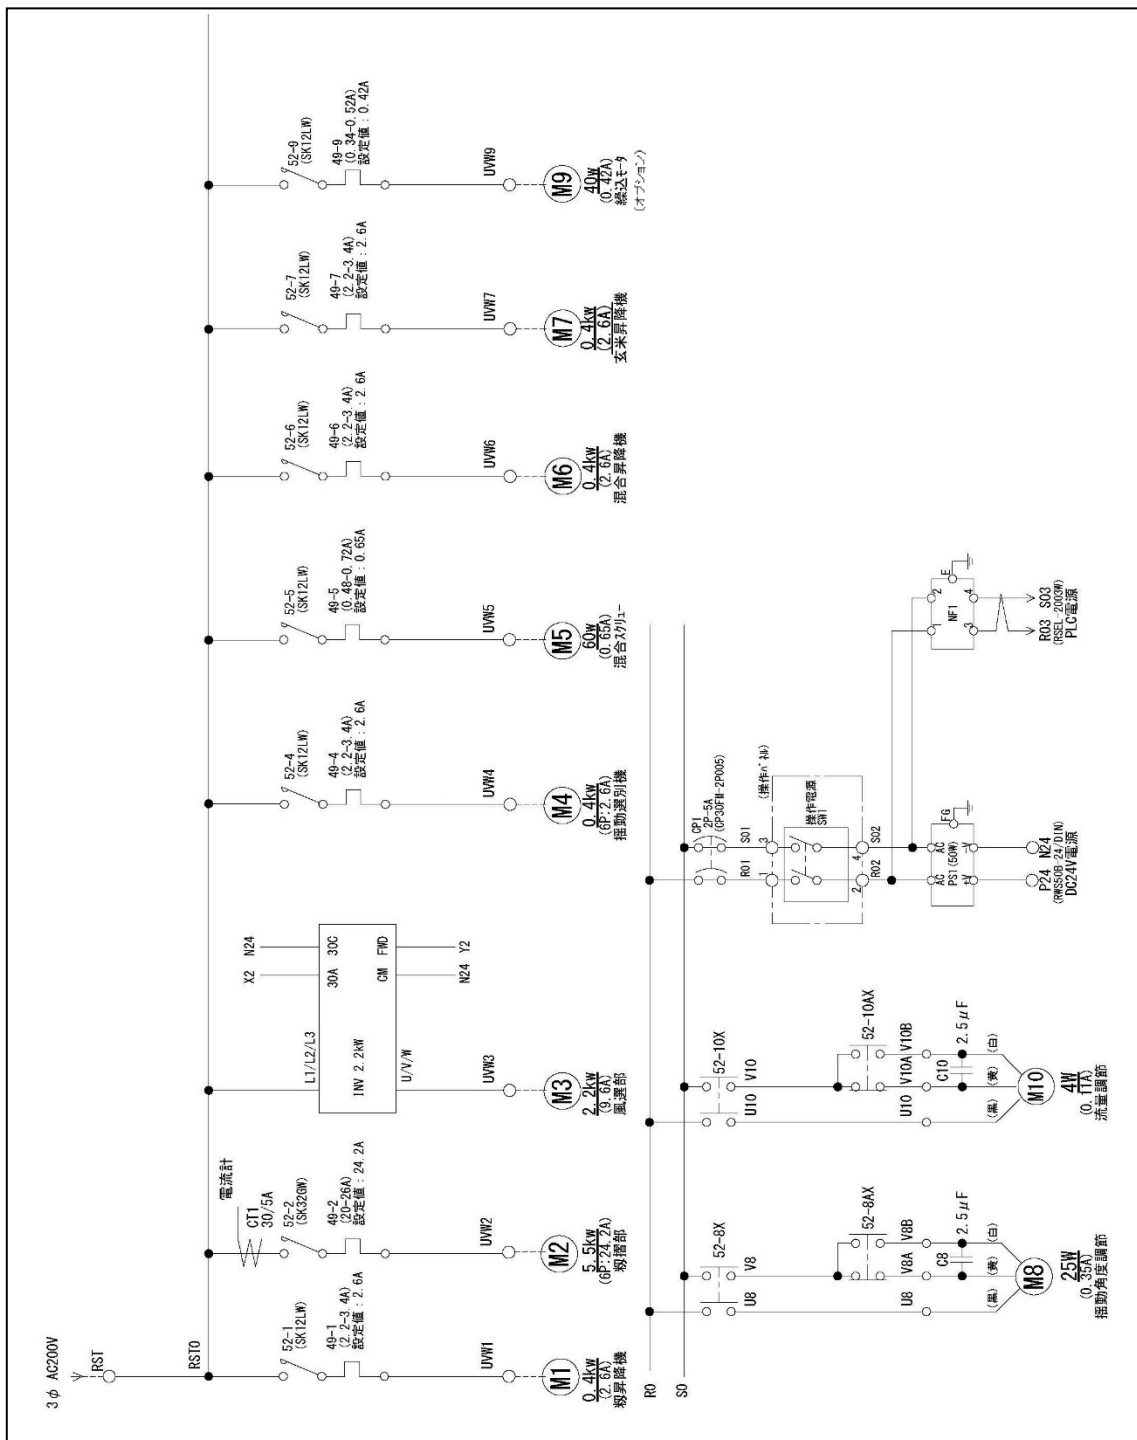 3φ AC200V
RST
RST0
52-1
(SK12LW)
49-1
(2.2-3.4A)
設定値：2.6A
UVW1
M1
0.4kw
(2.6A)
籾昇降機
電流計
CT1
30/5A
52-2
(SK32GW)
49-2
(20-26A)
設定値：24.2A
UVW2
M2
5.5kw
(6P:24.2A)
籾摺部
L1/L2/L3
INV 2.2kW
U/V/W
X2
N24
30A
30C
CM
FWD
N24
Y2
UVW3
M3
2.2kw
(9.6A)
風選部
52-4
(SK12LW)
49-4
(2.2-3.4A)
設定値：2.6A
UVW4
M4
0.4kw
(6P:2.6A)
揺動選別機
52-5
(SK12LW)
49-5
(0.48-0.72A)
設定値：0.65A
UVW5
M5
60w
(0.65A)
混合ｽｸﾘｭｰ
52-6
(SK12LW)
49-6
(2.2-3.4A)
設定値：2.6A
UVW6
M6
0.4kw
(2.6A)
混合昇降機
52-7
(SK12LW)
49-7
(2.2-3.4A)
設定値：2.6A
UVW7
M7
0.4kw
(2.6A)
玄米昇降機
52-9
(SK12LW)
49-9
(0.34-0.52A)
設定値：0.42A
UVW9
M9
40w
(0.42A)
繰込ﾓｰﾀ
(オプション)
R0
S0
52-8X
U8
V8
52-8AX
U8
V8A
V8B
C8
2.5μF
(黒)
(黄)
(白)
M8
25W
(0.35A)
揺動角度調節
52-10X
U10
V10
52-10AX
U10
V10A
V10B
C10
2.5μF
(黒)
(黄)
(白)
M10
4W
(0.11A)
流量調節
CP1
2P-5A
(CP30FM-2P005)
R01
S01
(操作ﾊﾟﾈﾙ)
1
3
操作電源
SW1
2
4
R02
S02
AC
AC
PS1(50W)
FG
+V
-V
P24
N24
(RWS50B-24/DIN)
DC24V電源
1
2
NF1
E
3
4
R03
S03
(RSEL-2003W)
PLC電源